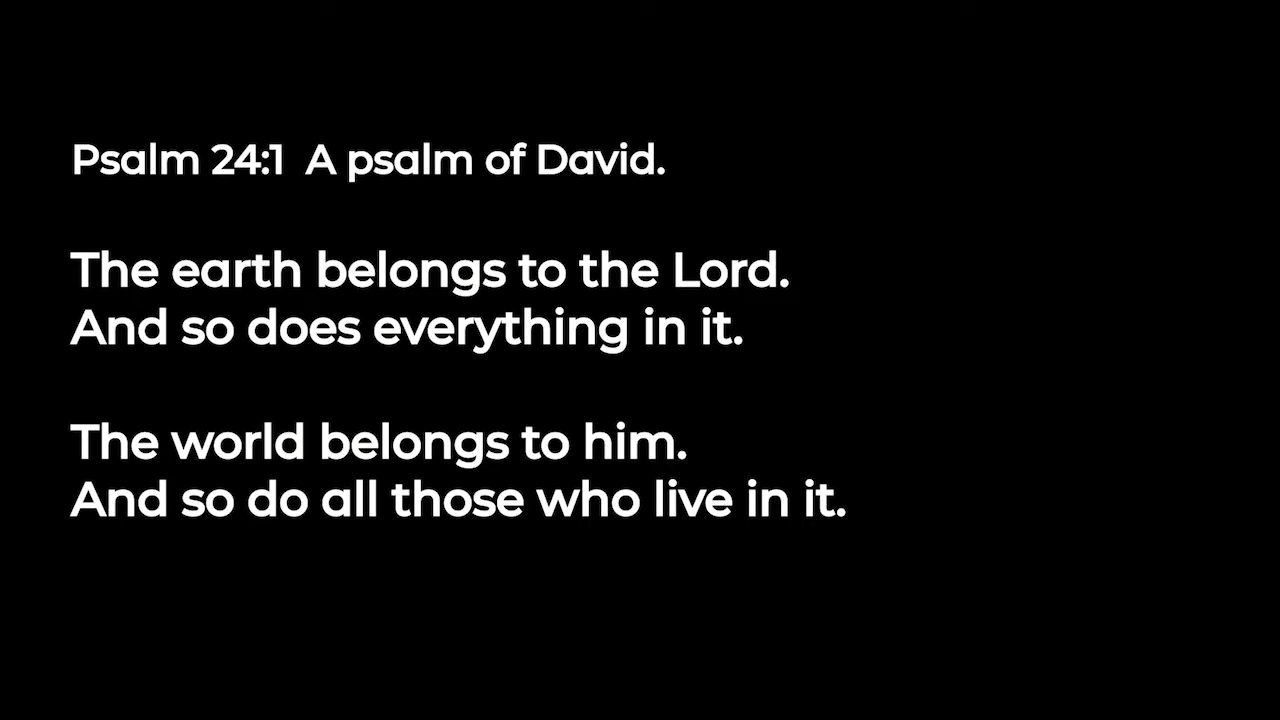 Psalm 24:1  A psalm of David.
The earth belongs to the Lord.
And so does everything in it.
The world belongs to him.
And so do all those who live in it.